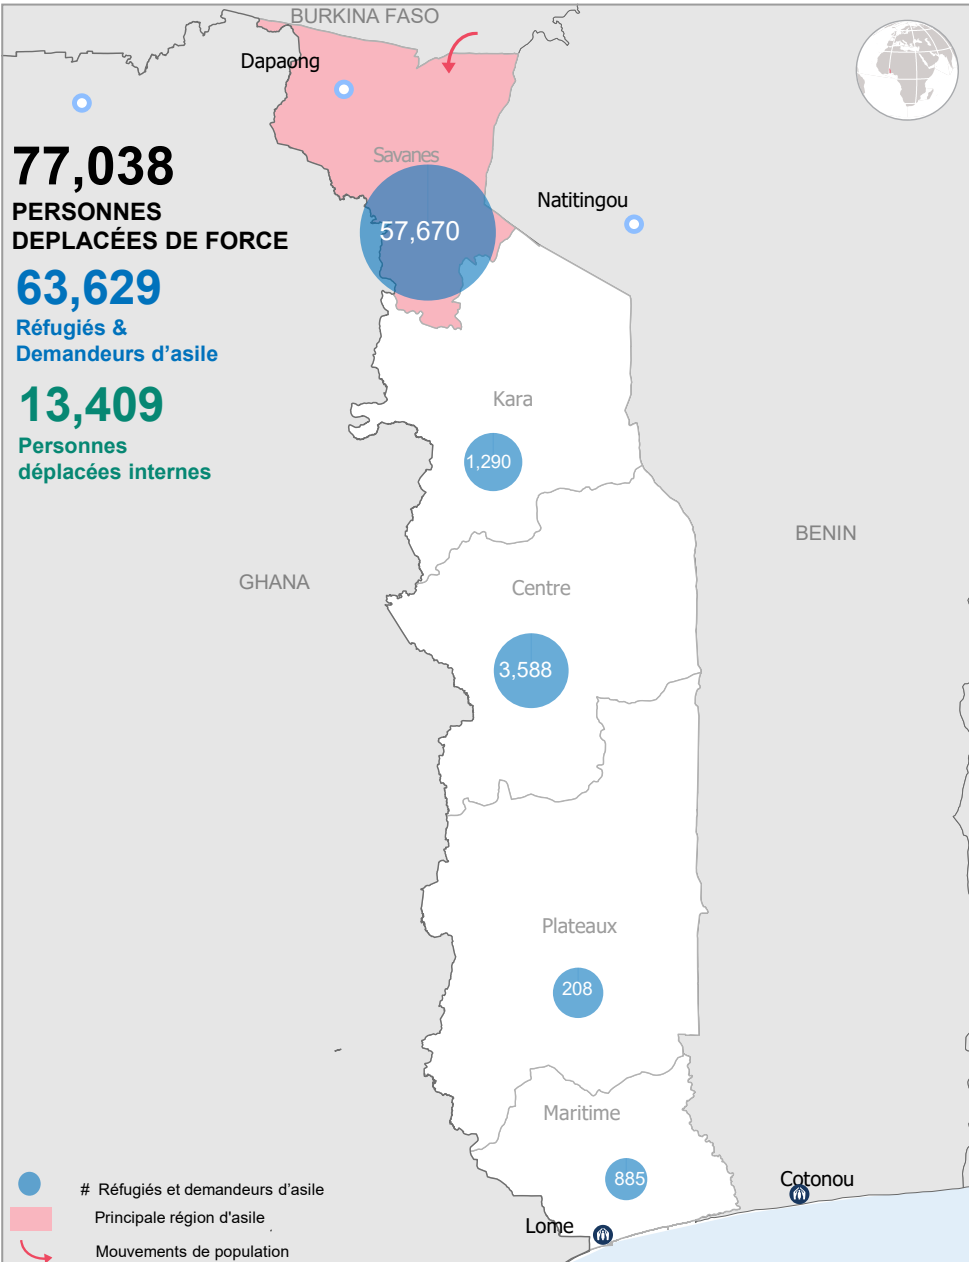 BURKINA FASO
Dapaong
77,038
PERSONNES
DEPLACÉES DE FORCE
63,629
Réfugiés &
Demandeurs d'asile
13,409
Personnes
déplacées internes
Savanes
57,670
Natitingou
Kara
1,290
BENIN
GHANA
Centre
3,588
Plateaux
208
Maritime
885
Cotonou
Lome
# Réfugiés et demandeurs d'asile
Principale région d'asile
Mouvements de population